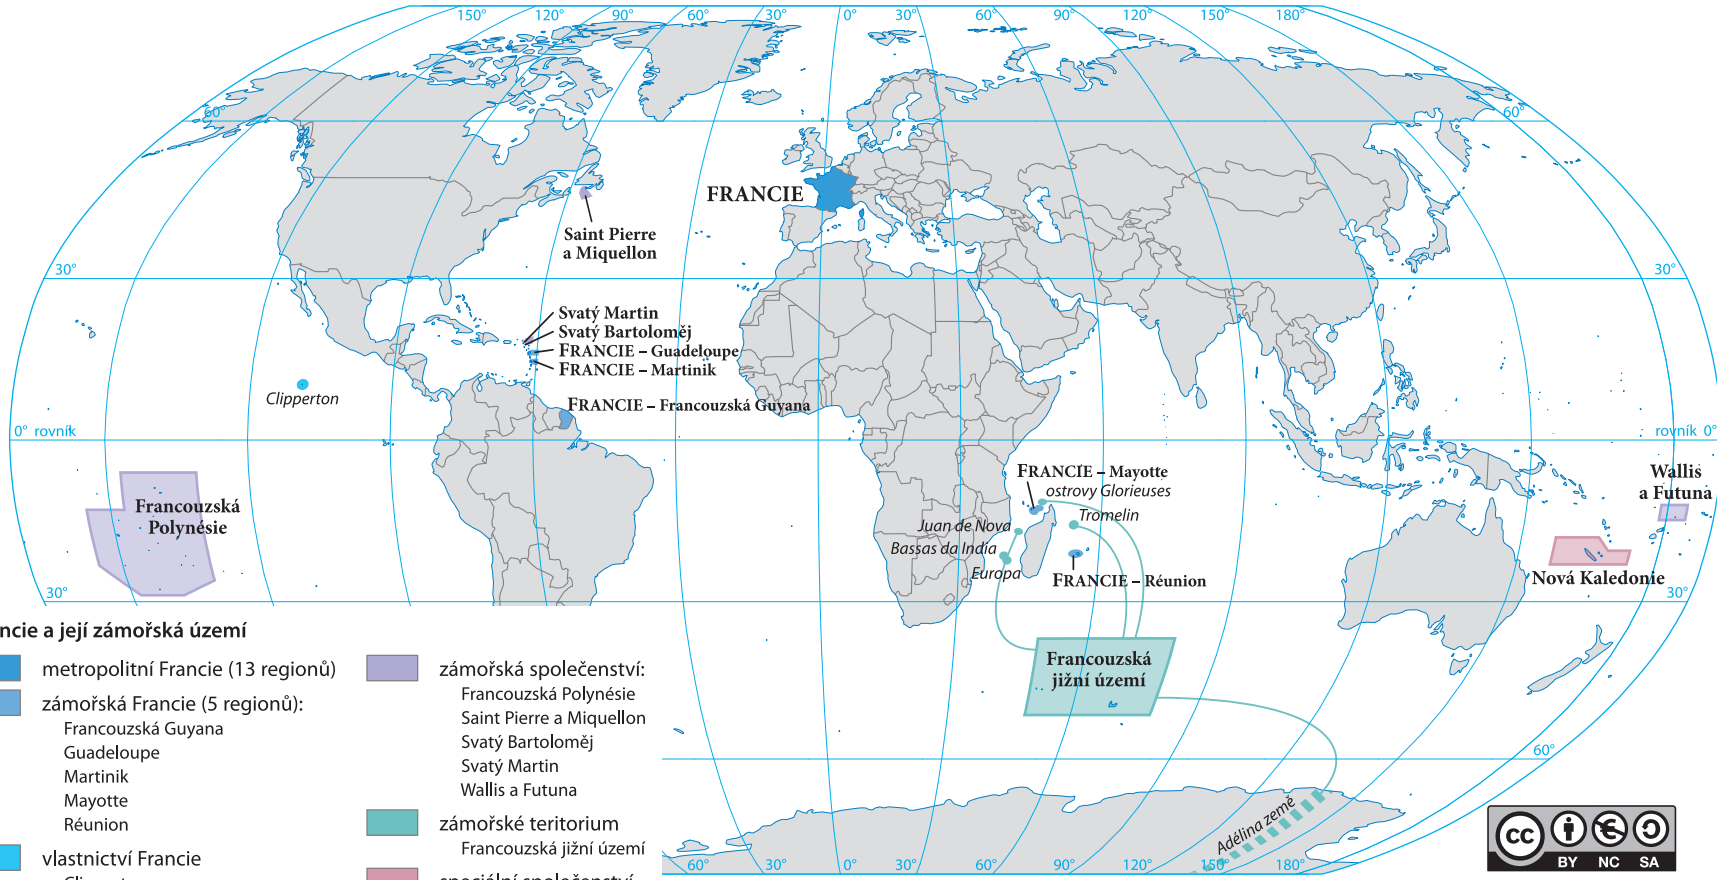 150° 120° 90° 60° 30° 0° 30° 60° 90° 120° 150° 180°
60° 60°
FRANCIE
Saint Pierre
a Miquellon
30° 30°
Svatý Martin
Svatý Bartoloměj
FRANCIE – Guadeloupe
FRANCIE – Martinik
Clipperton
FRANCIE – Francouzská Guyana
0° rovník rovník 0°
FRANCIE – Mayotte
ostrovy Glorieuses
Wallis
a Futuna
Francouzská
Polynésie
Tromelin
Juan de Nova
Bassas da India
Europa
FRANCIE – Réunion
Nová Kaledonie
30° 30°
Francouzská
jižní území
60°
Adélina země
ncie a její zámořská území
metropolitní Francie (13 regionů)
zámořská Francie (5 regionů):
Francouzská Guyana
Guadeloupe
Martinik
Mayotte
Réunion
vlastnictví Francie
zámořská společenství:
Francouzská Polynésie
Saint Pierre a Miquellon
Svatý Bartoloměj
Svatý Martin
Wallis a Futuna
zámořské teritorium
Francouzská jižní území
speciální společenství
60° 30° 0° 30° 60° 90° 120° 150° 180°
cc
BY NC SA